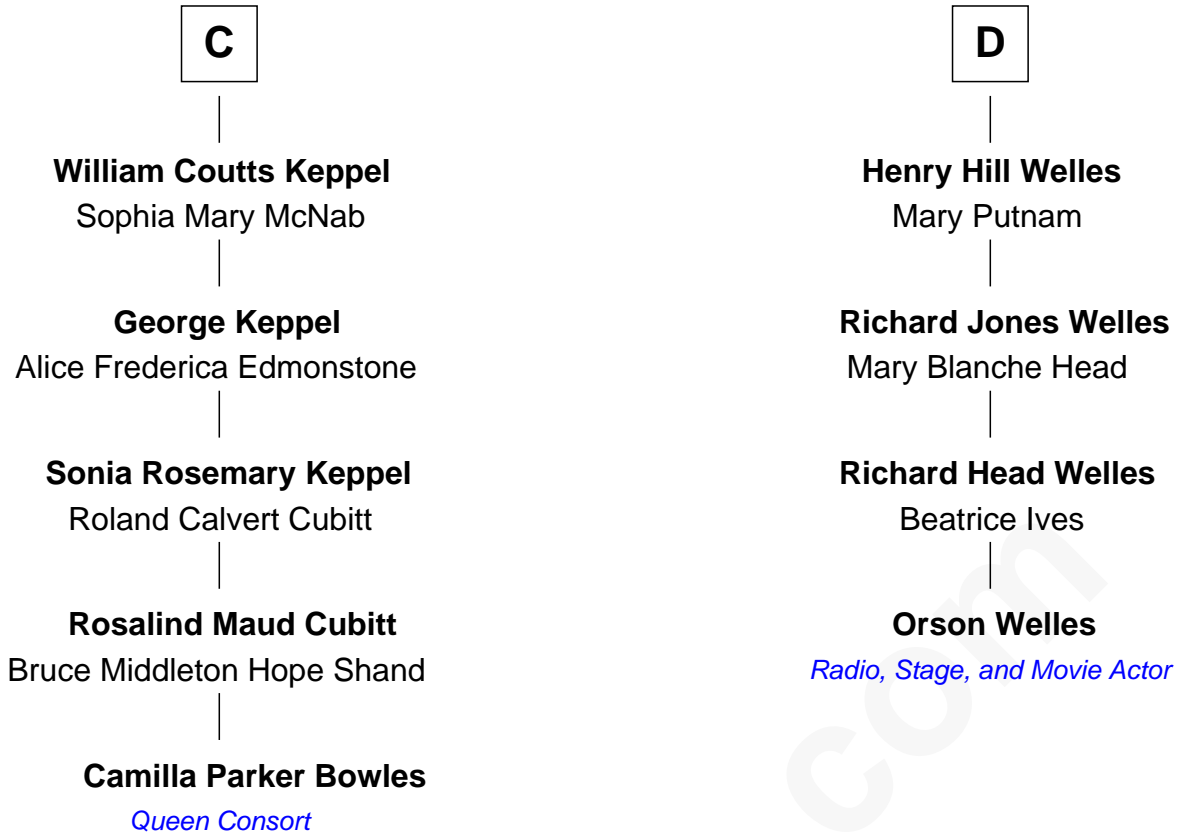 C
William Coutts Keppel
Sophia Mary McNab
George Keppel
Alice Frederica Edmonstone
Sonia Rosemary Keppel
Roland Calvert Cubitt
Rosalind Maud Cubitt
Bruce Middleton Hope Shand
Camilla Parker Bowles
Queen Consort
D
Henry Hill Welles
Mary Putnam
Richard Jones Welles
Mary Blanche Head
Richard Head Welles
Beatrice Ives
Orson Welles
Radio, Stage, and Movie Actor
com